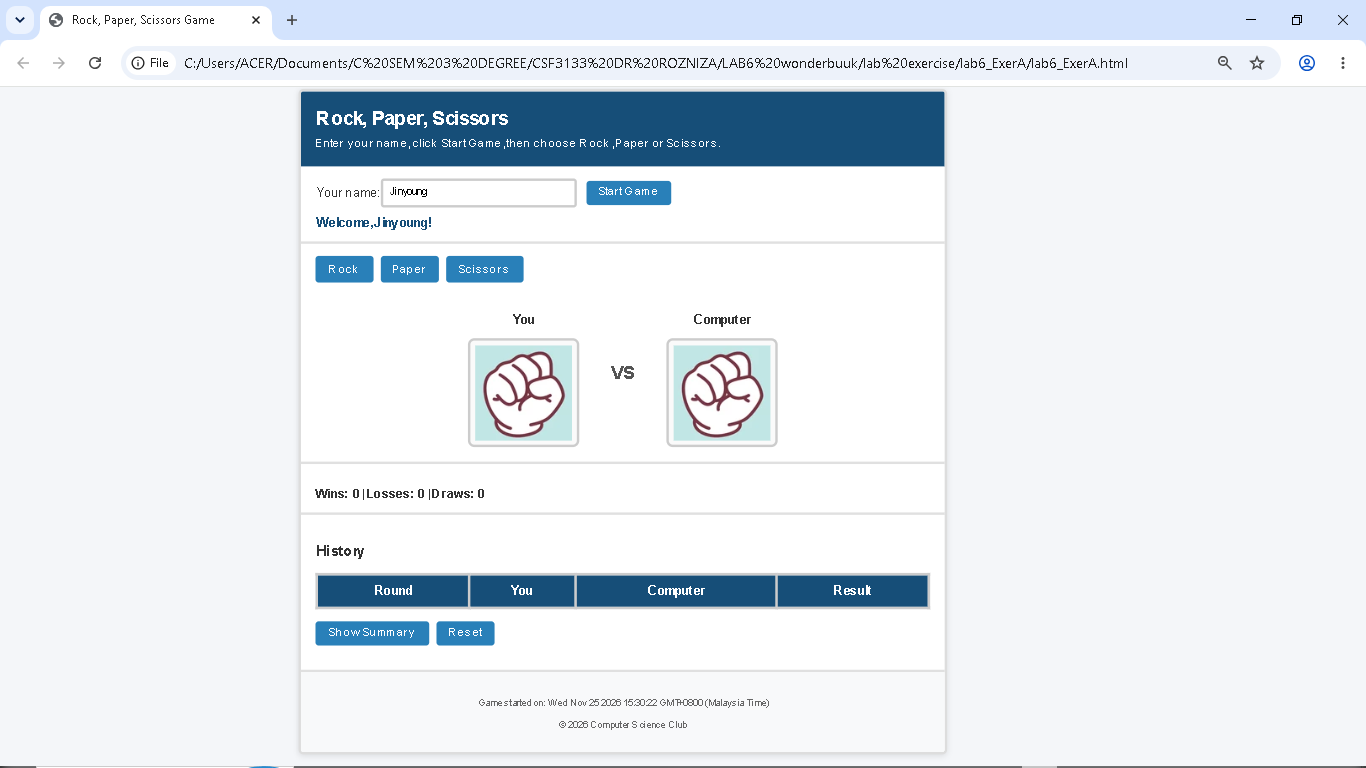 Rock, Paper, Scissors Game
File C:/Users/ACER/Documents/C%20SEM%203%20DEGREE/CSF3133%20DR%20ROZNIZA/LAB6%20wonderbuuk/lab%20exercise/lab6_ExerA/lab6_ExerA.html
Rock, Paper, Scissors
Enter your name,click Start Game,then choose Rock ,Paper or Scissors.
Your name: Jinyoung Start Game
Welcome,Jinyoung!
Rock Paper Scissors
You Computer
VS
Wins: 0 |Losses: 0 |Draws: 0
History
Round You Computer Result
Show Summary Reset
Game started on: Wed Nov 25 2026 15:30:22 GMT+0800 (Malaysia Time)
© 2026 Computer Science Club